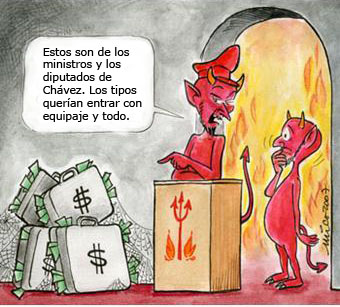 Estos son de los
ministros y los
diputados de
Chávez. Los tipos
querían entrar con
equipaje y todo.
$
$